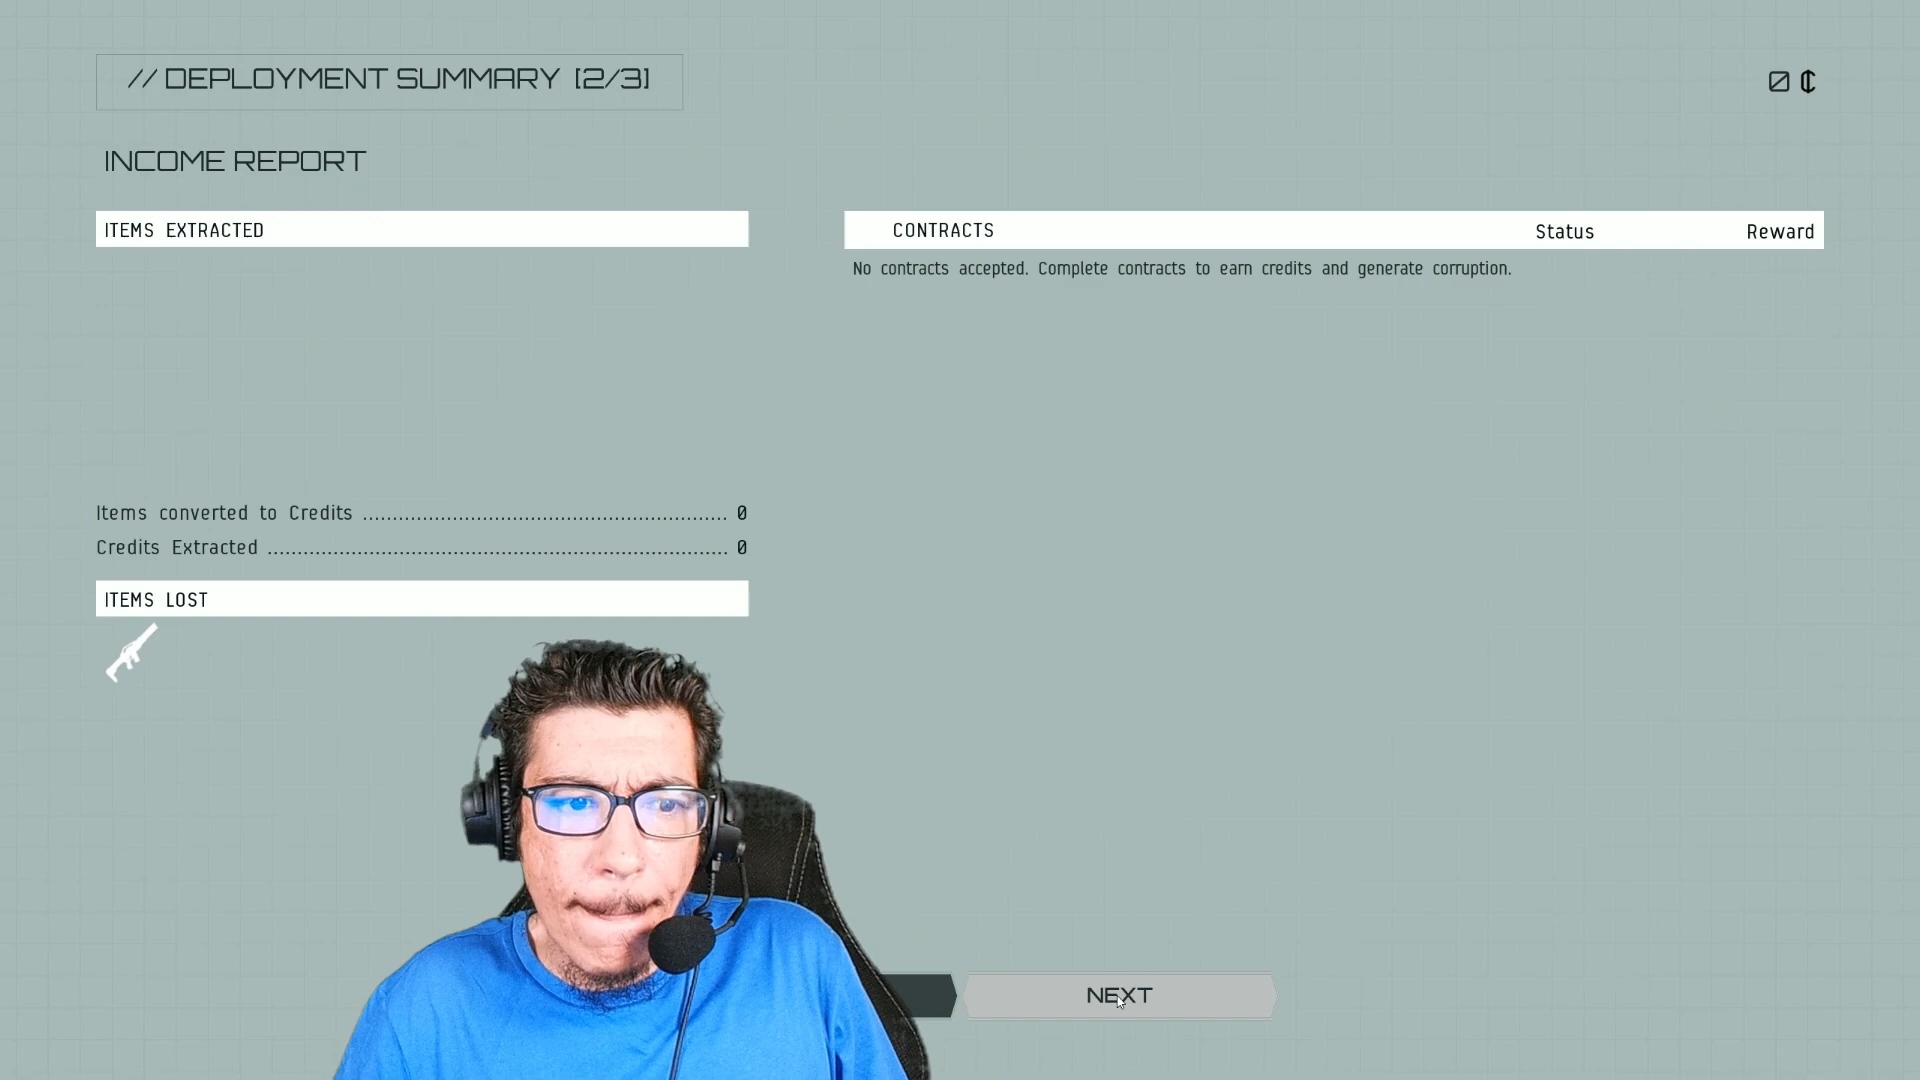 // DEPLOYMENT SUMMARY [2/3]
0 ₵
INCOME REPORT
ITEMS EXTRACTED
CONTRACTS Status Reward
No contracts accepted. Complete contracts to earn credits and generate corruption.
Items converted to Credits ............................................................. 0
Credits Extracted ............................................................................. 0
ITEMS LOST
NEXT